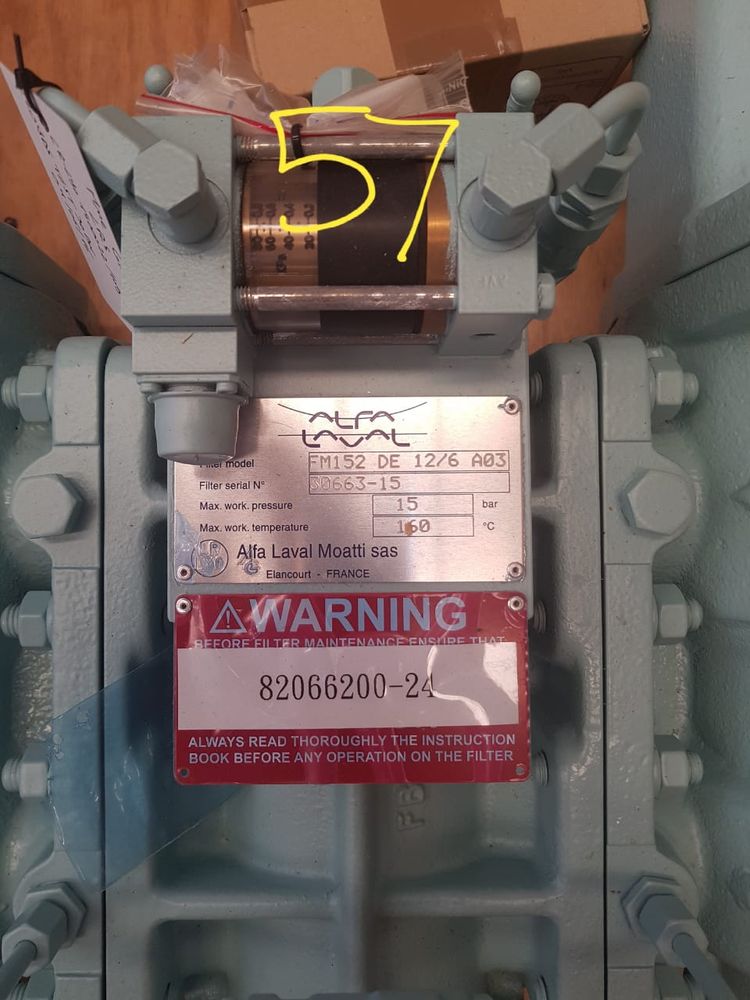 57
ALFA
LAVAL
Filter model FM152 DE 12/6 A03
Filter serial N° 30663-15
Max. work. pressure 15 bar
Max. work. temperature 160 °C
Alfa Laval Moatti sas
Elancourt - FRANCE
WARNING
BEFORE FILTER MAINTENANCE ENSURE THAT
82066200-24
ALWAYS READ THOROUGHLY THE INSTRUCTION
BOOK BEFORE ANY OPERATION ON THE FILTER